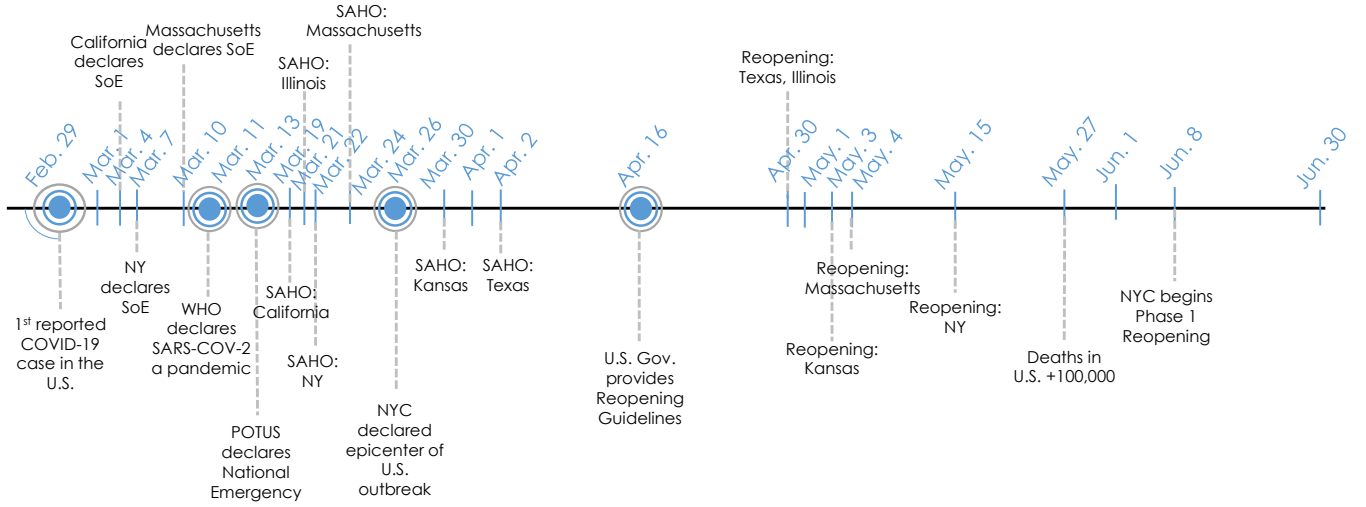 SAHO:
Massachusetts
Massachusetts
declares SoE
California
declares
SoE
SAHO:
Illinois
Reopening:
Texas, Illinois
Feb. 29
Mar. 1
Mar. 4
Mar. 7
Mar. 10
Mar. 11
Mar. 13
Mar. 19
Mar. 21
Mar. 22
Mar. 24
Mar. 26
Mar. 30
Apr. 1
Apr. 2
Apr. 16
Apr. 30
May. 1
May. 3
May. 4
May. 15
May. 27
Jun. 1
Jun. 8
Jun. 30
1st reported
COVID-19
case in the
U.S.
NY
declares
SoE
WHO
declares
SARS-COV-2
a pandemic
POTUS
declares
National
Emergency
SAHO:
California
SAHO:
NY
NYC
declared
epicenter of
U.S.
outbreak
SAHO:
Kansas
SAHO:
Texas
U.S. Gov.
provides
Reopening
Guidelines
Reopening:
Kansas
Reopening:
Massachusetts
Reopening:
NY
Deaths in
U.S. +100,000
NYC begins
Phase 1
Reopening